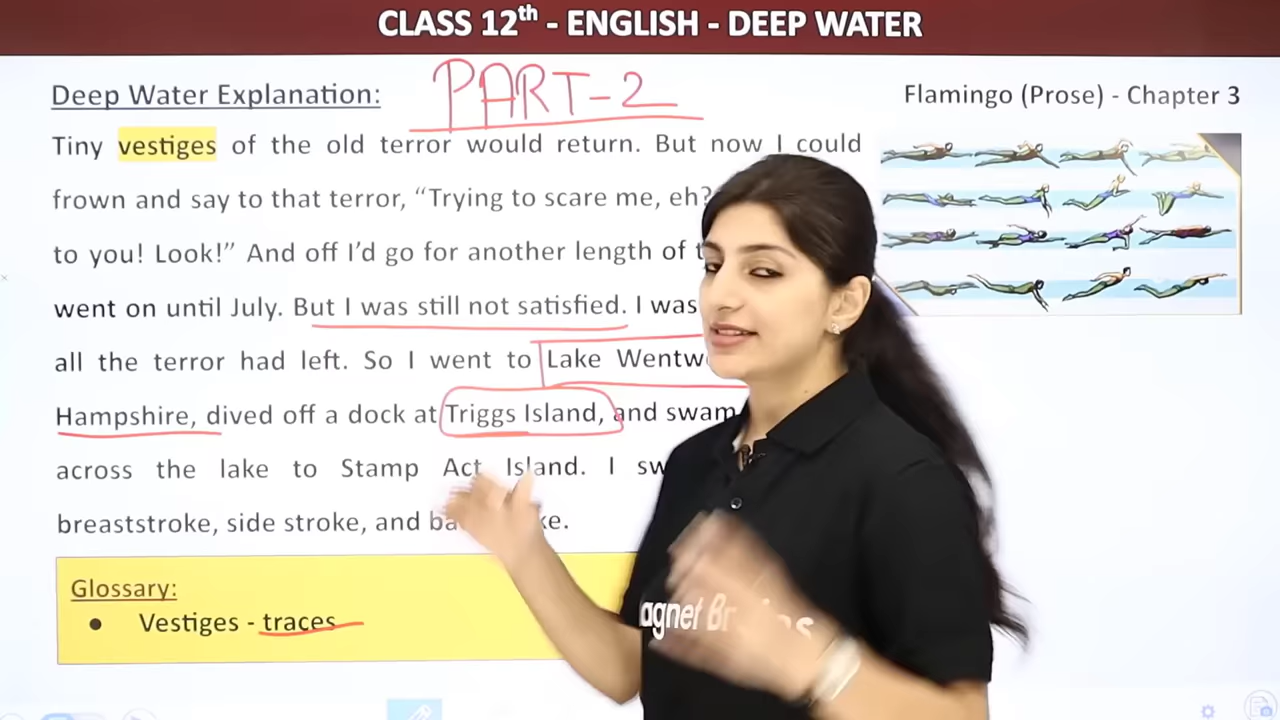 CLASS 12th - ENGLISH - DEEP WATER
Deep Water Explanation:
PART-2
Flamingo (Prose) - Chapter 3
Tiny vestiges of the old terror would return. But now I could
frown and say to that terror, “Trying to scare me, eh?
to you! Look!” And off I’d go for another length of
went on until July. But I was still not satisfied. I was
all the terror had left. So I went to Lake
Hampshire, dived off a dock at Triggs Island, and swam
across the lake to Stamp Act Island. I
breaststroke, side stroke, and
Glossary:
● Vestiges - traces